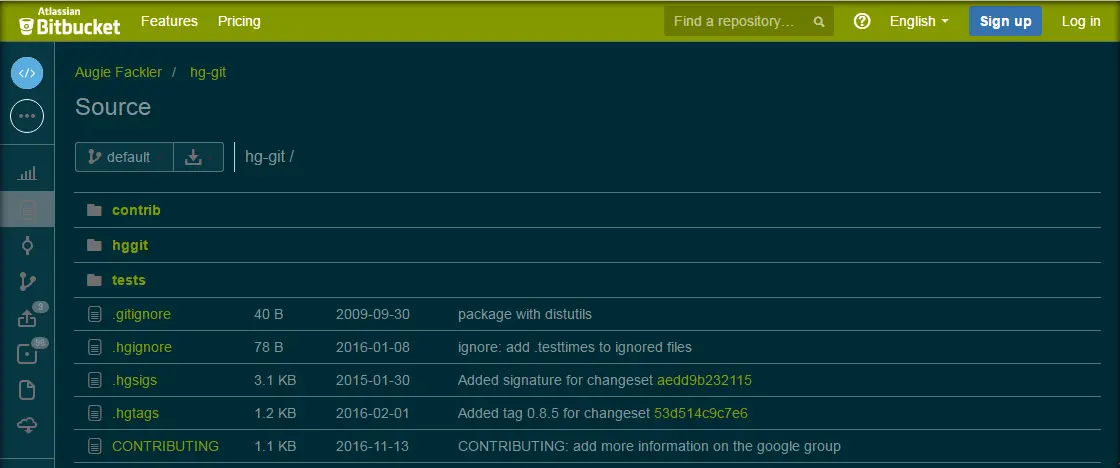 Atlassian
Bitbucket Features Pricing Find a repository... English Sign up Log in
Augie Fackler / hg-git
Source
default hg-git /
contrib
hggit
tests
.gitignore 40 B 2009-09-30 package with distutils
.hgignore 78 B 2016-01-08 ignore: add .testtimes to ignored files
.hgsigs 3.1 KB 2015-01-30 Added signature for changeset aedd9b232115
.hgtags 1.2 KB 2016-02-01 Added tag 0.8.5 for changeset 53d514c9c7e6
CONTRIBUTING 1.1 KB 2016-11-13 CONTRIBUTING: add more information on the google group